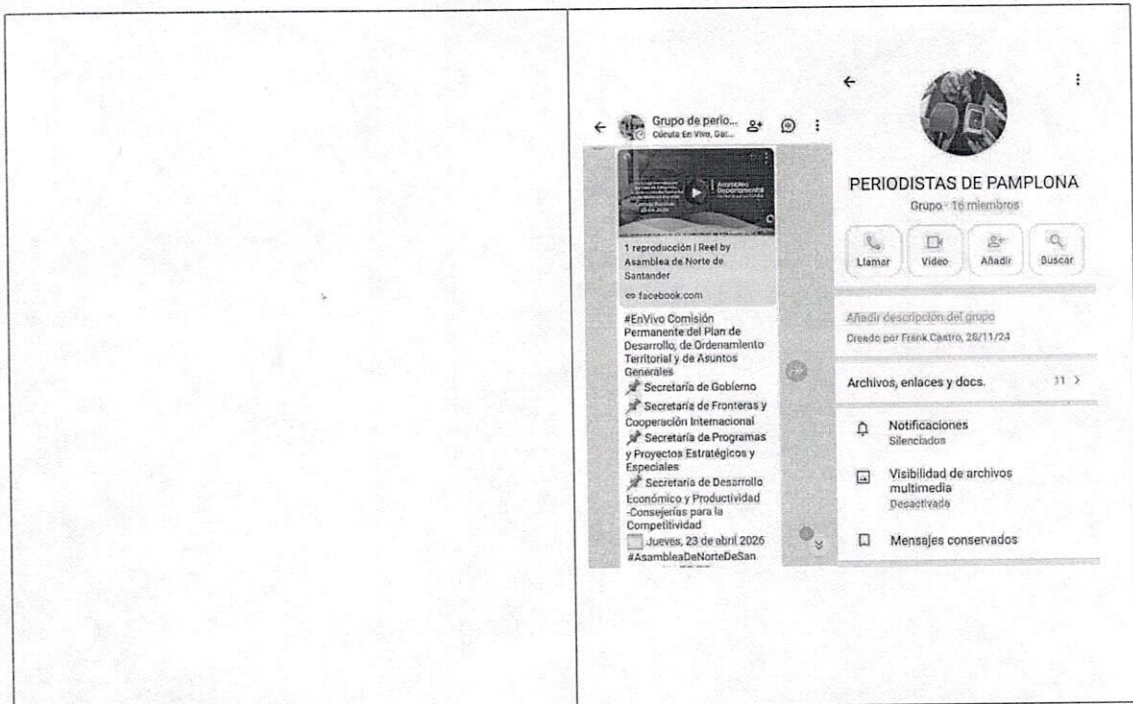 Grupo de perio...
Cúcuta En Vivo, Gar...
Asamblea
Departamental
1 reproducción | Reel by
Asamblea de Norte de
Santander
facebook.com
#EnVivo Comisión
Permanente del Plan de
Desarrollo, de Ordenamiento
Territorial y de Asuntos
Generales
📌 Secretaría de Gobierno
📌 Secretaría de Fronteras y
Cooperación Internacional
📌 Secretaría de Programas
y Proyectos Estratégicos y
Especiales
📌 Secretaría de Desarrollo
Económico y Productividad
-Consejerías para la
Competitividad
Jueves, 23 de abril 2026
#AsambleaDeNorteDeSan
PERIODISTAS DE PAMPLONA
Grupo · 16 miembros
Llamar
Video
Añadir
Buscar
Añadir descripción del grupo
Creado por Frank Castro, 28/11/24
Archivos, enlaces y docs.
11 >
Notificaciones
Silenciados
Visibilidad de archivos
multimedia
Desactivada
Mensajes conservados